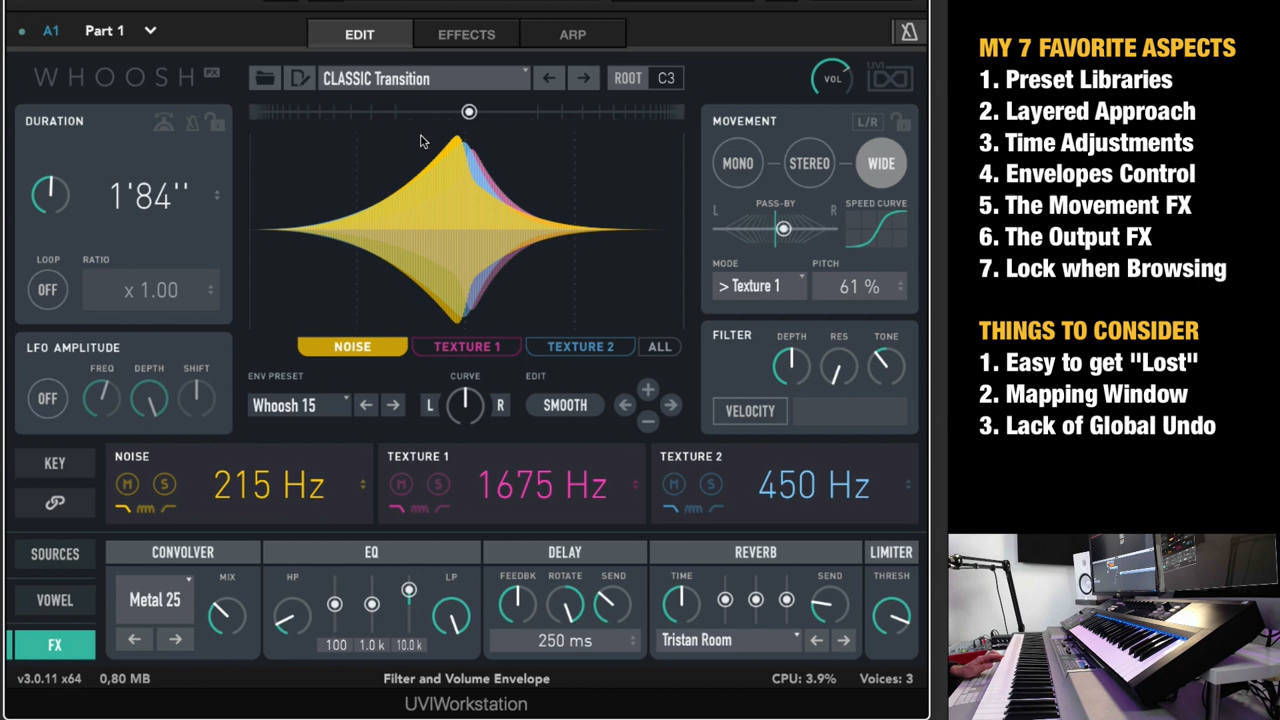 A1 Part 1 EDIT EFFECTS ARP
WHOOSH FX CLASSIC Transition ROOT C3 VOL UVI
DURATION
1'84''
LOOP RATIO
OFF x 1.00
LFO AMPLITUDE
FREQ DEPTH SHIFT
OFF
NOISE TEXTURE 1 TEXTURE 2 ALL
ENV PRESET CURVE EDIT
Whoosh 15 L R SMOOTH
MOVEMENT L/R
MONO STEREO WIDE
PASS-BY SPEED CURVE
L R
MODE PITCH
> Texture 1 61 %
FILTER DEPTH RES TONE
VELOCITY
KEY
NOISE TEXTURE 1 TEXTURE 2
M S 215 Hz M S 1675 Hz M S 450 Hz
SOURCES
VOWEL
FX
CONVOLVER EQ DELAY REVERB LIMITER
Metal 25 MIX HP LP FEEDBK ROTATE SEND TIME SEND THRESH
100 1.0 k 10.0 k 250 ms Tristan Room
v3.0.11 x64 0,80 MB Filter and Volume Envelope CPU: 3.9% Voices: 3
UVIWorkstation
MY 7 FAVORITE ASPECTS
1. Preset Libraries
2. Layered Approach
3. Time Adjustments
4. Envelopes Control
5. The Movement FX
6. The Output FX
7. Lock when Browsing
THINGS TO CONSIDER
1. Easy to get "Lost"
2. Mapping Window
3. Lack of Global Undo